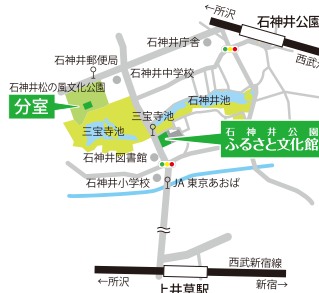 ←所沢
石神井公園
石神井庁舎
西武
石神井郵便局
石神井中学校
石神井松の風文化公園
分室
三宝寺池
石神井池
三宝寺池
石神井公園
ふるさと文化館
石神井図書館
石神井小学校
JA東京あおば
西武新宿線
←所沢
新宿→
上井草駅